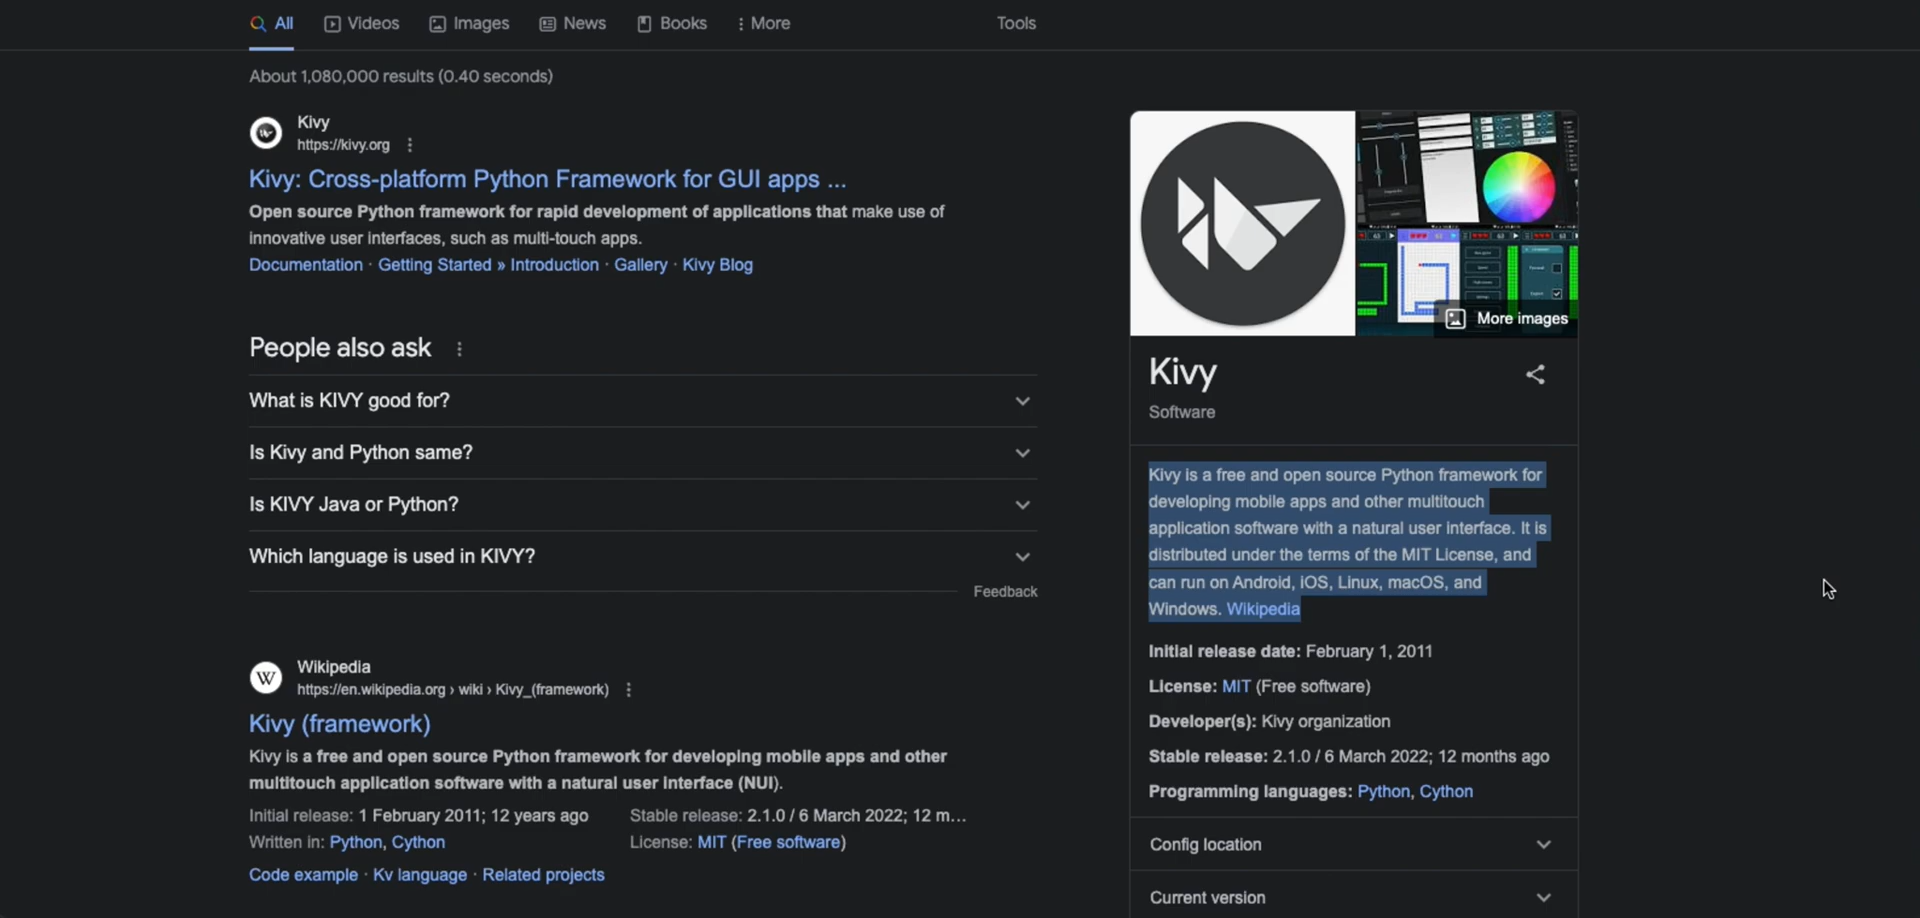 All
Videos
Images
News
Books
More
Tools
About 1,080,000 results (0.40 seconds)
Kivy
https://kivy.org
Kivy: Cross-platform Python Framework for GUI apps ...
Open source Python framework for rapid development of applications that make use of
innovative user interfaces, such as multi-touch apps.
Documentation · Getting Started » Introduction · Gallery · Kivy Blog
People also ask
What is KIVY good for?
Is Kivy and Python same?
Is KIVY Java or Python?
Which language is used in KIVY?
Feedback
Wikipedia
https://en.wikipedia.org › wiki › Kivy_(framework)
Kivy (framework)
Kivy is a free and open source Python framework for developing mobile apps and other
multitouch application software with a natural user interface (NUI).
Initial release: 1 February 2011; 12 years ago
Stable release: 2.1.0 / 6 March 2022; 12 m...
Written in: Python, Cython
License: MIT (Free software)
Code example · Kv language · Related projects
More images
Kivy
Software
Kivy is a free and open source Python framework for
developing mobile apps and other multitouch
application software with a natural user interface. It is
distributed under the terms of the MIT License, and
can run on Android, iOS, Linux, macOS, and
Windows. Wikipedia
Initial release date: February 1, 2011
License: MIT (Free software)
Developer(s): Kivy organization
Stable release: 2.1.0 / 6 March 2022; 12 months ago
Programming languages: Python, Cython
Config location
Current version